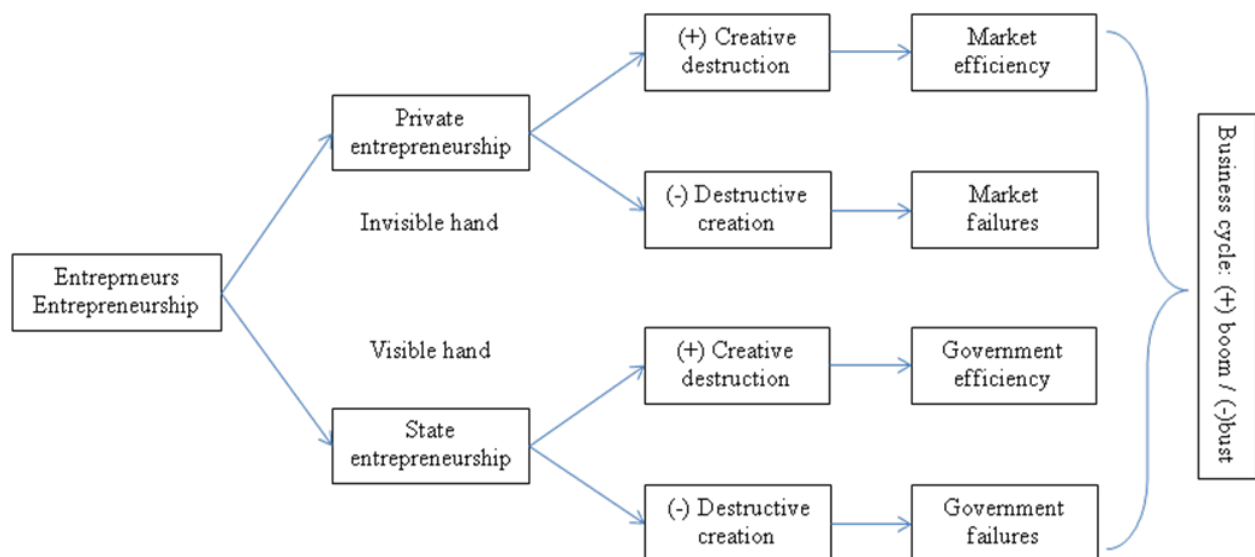 (+) Creative
destruction
Market
efficiency
Private
entrepreneurship
(-) Destructive
creation
Market
failures
Invisible hand
Entreprneurs
Entrepreneurship
Visible hand
(+) Creative
destruction
Government
efficiency
State
entrepreneurship
(-) Destructive
creation
Government
failures
Business cycle: (+) boom / (-)bust